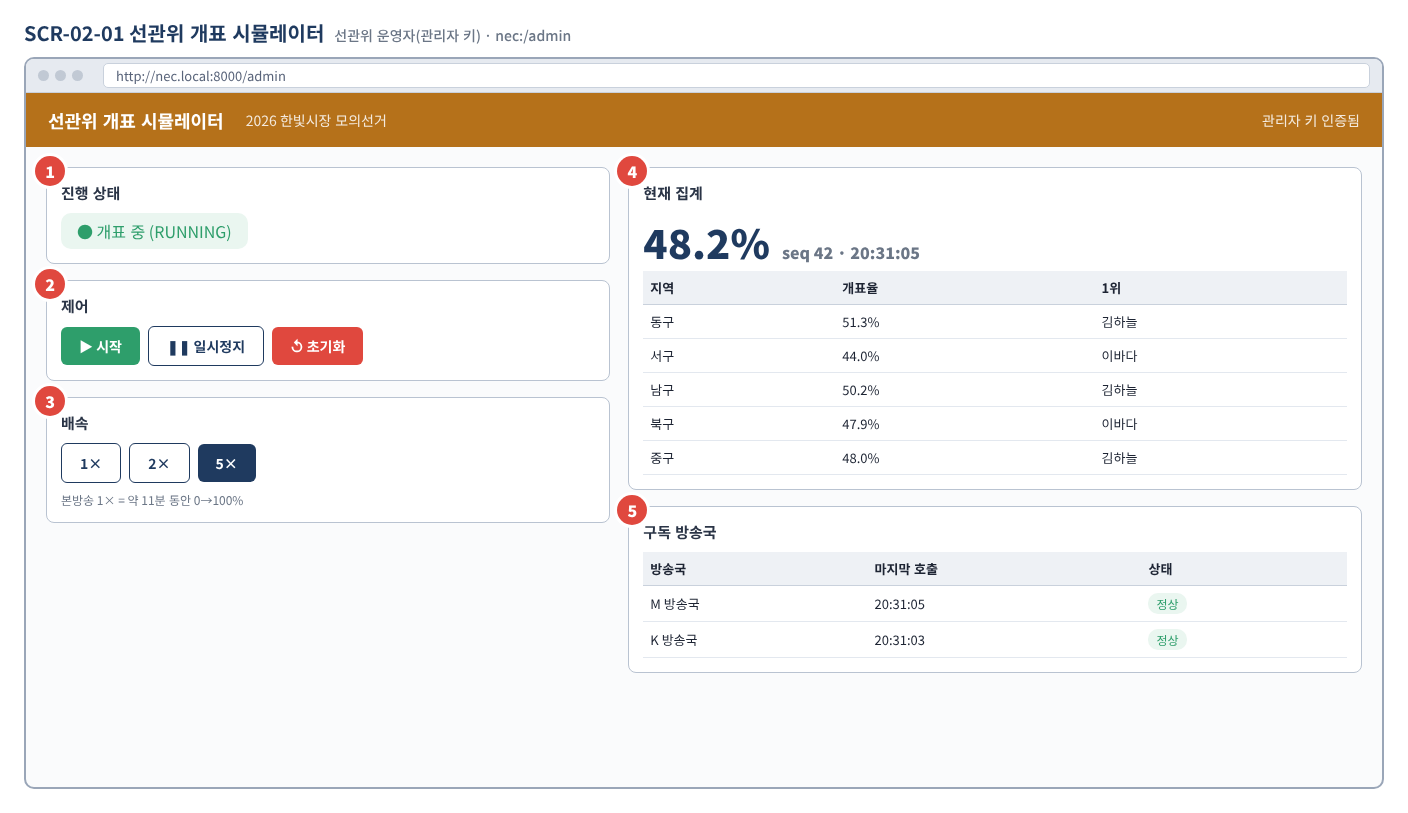 SCR-02-01 선관위 개표 시뮬레이터 선관위 운영자(관리자 키) · nec:/admin
http://nec.local:8000/admin
선관위 개표 시뮬레이터 2026 한빛시장 모의선거 관리자 키 인증됨
1
진행 상태
● 개표 중 (RUNNING)
2
제어
▶ 시작 ❚❚ 일시정지 ↺ 초기화
3
배속
1× 2× 5×
본방송 1× = 약 11분 동안 0→100%
4
현재 집계
48.2% seq 42 · 20:31:05
지역 개표율 1위
동구 51.3% 김하늘
서구 44.0% 이바다
남구 50.2% 김하늘
북구 47.9% 이바다
중구 48.0% 김하늘
5
구독 방송국
방송국 마지막 호출 상태
M 방송국 20:31:05 정상
K 방송국 20:31:03 정상